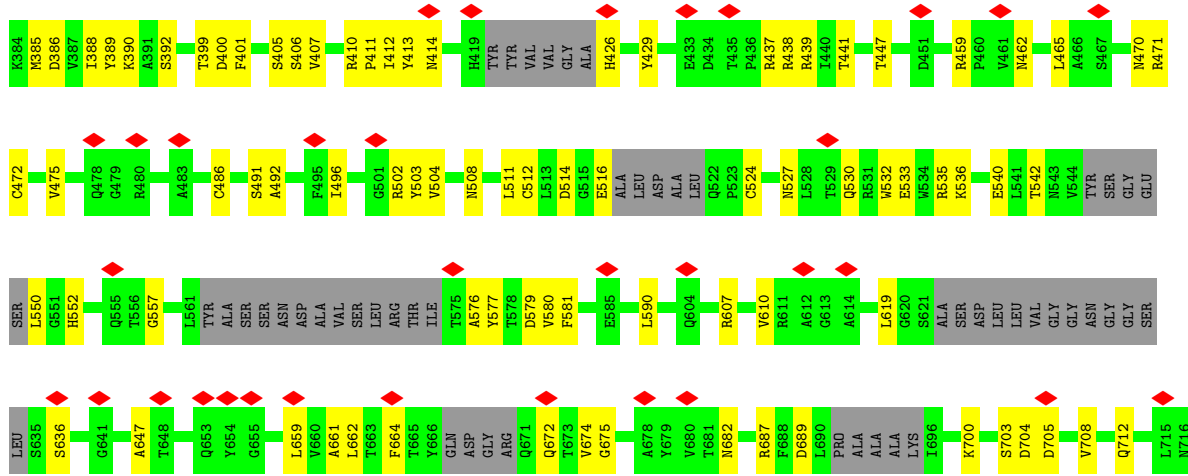 K384 M385 D386 V387 I388 Y389 K390 A391 S392 T399 D400 F401 S405 S406 V407 R410 P411 I412 Y413 N414 H419 TYR TYR VAL VAL GLY ALA H426 Y429 E433 D434 T435 P436 R437 R438 R439 I440 T441 T447 D451 R459 P460 V461 N462 L465 A466 S467 N470 R471
C472 V475 Q478 G479 R480 A483 C486 S491 A492 F495 I496 G501 R502 Y503 V504 N508 L511 C512 L513 D514 G515 E516 ALA LEU ASP ALA LEU Q522 P523 C524 N527 L528 T529 Q530 R531 W532 E533 W534 R535 K536 E540 L541 T542 N543 V544 TYR SER GLY GLU
SER L550 G551 H552 Q555 T556 G557 L561 TYR ALA SER SER ASN ASP ALA VAL SER LEU ARG THR ILE T575 A576 Y577 T578 D579 V580 F581 E585 L590 Q604 R607 V610 R611 A612 G613 A614 L619 G620 S621 ALA SER ASP LEU LEU VAL GLY GLY ASN GLY GLY SER
LEU S635 S636 G641 A647 T648 Q653 Y654 G655 L659 V660 A661 L662 T663 F664 T665 Y666 GLN ASP GLY ARG Q671 Q672 T673 V674 G675 A678 Y679 V680 T681 N682 R687 F688 D689 L690 PRO ALA ALA ALA LYS I696 K700 S703 D704 D705 V708 Q712 L715 N716